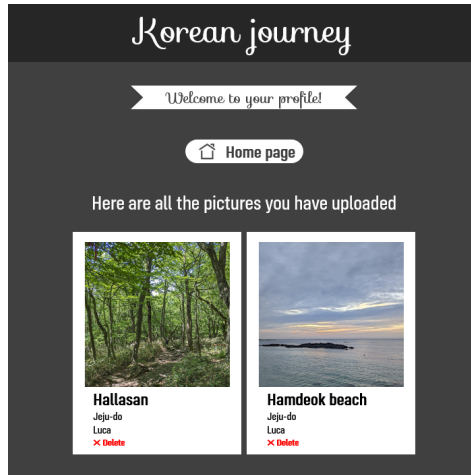 Korean journey
Welcome to your profile!
Home page
Here are all the pictures you have uploaded
Hallasan
Jeju-do
Luca
× Delete
Hamdeok beach
Jeju-do
Luca
× Delete